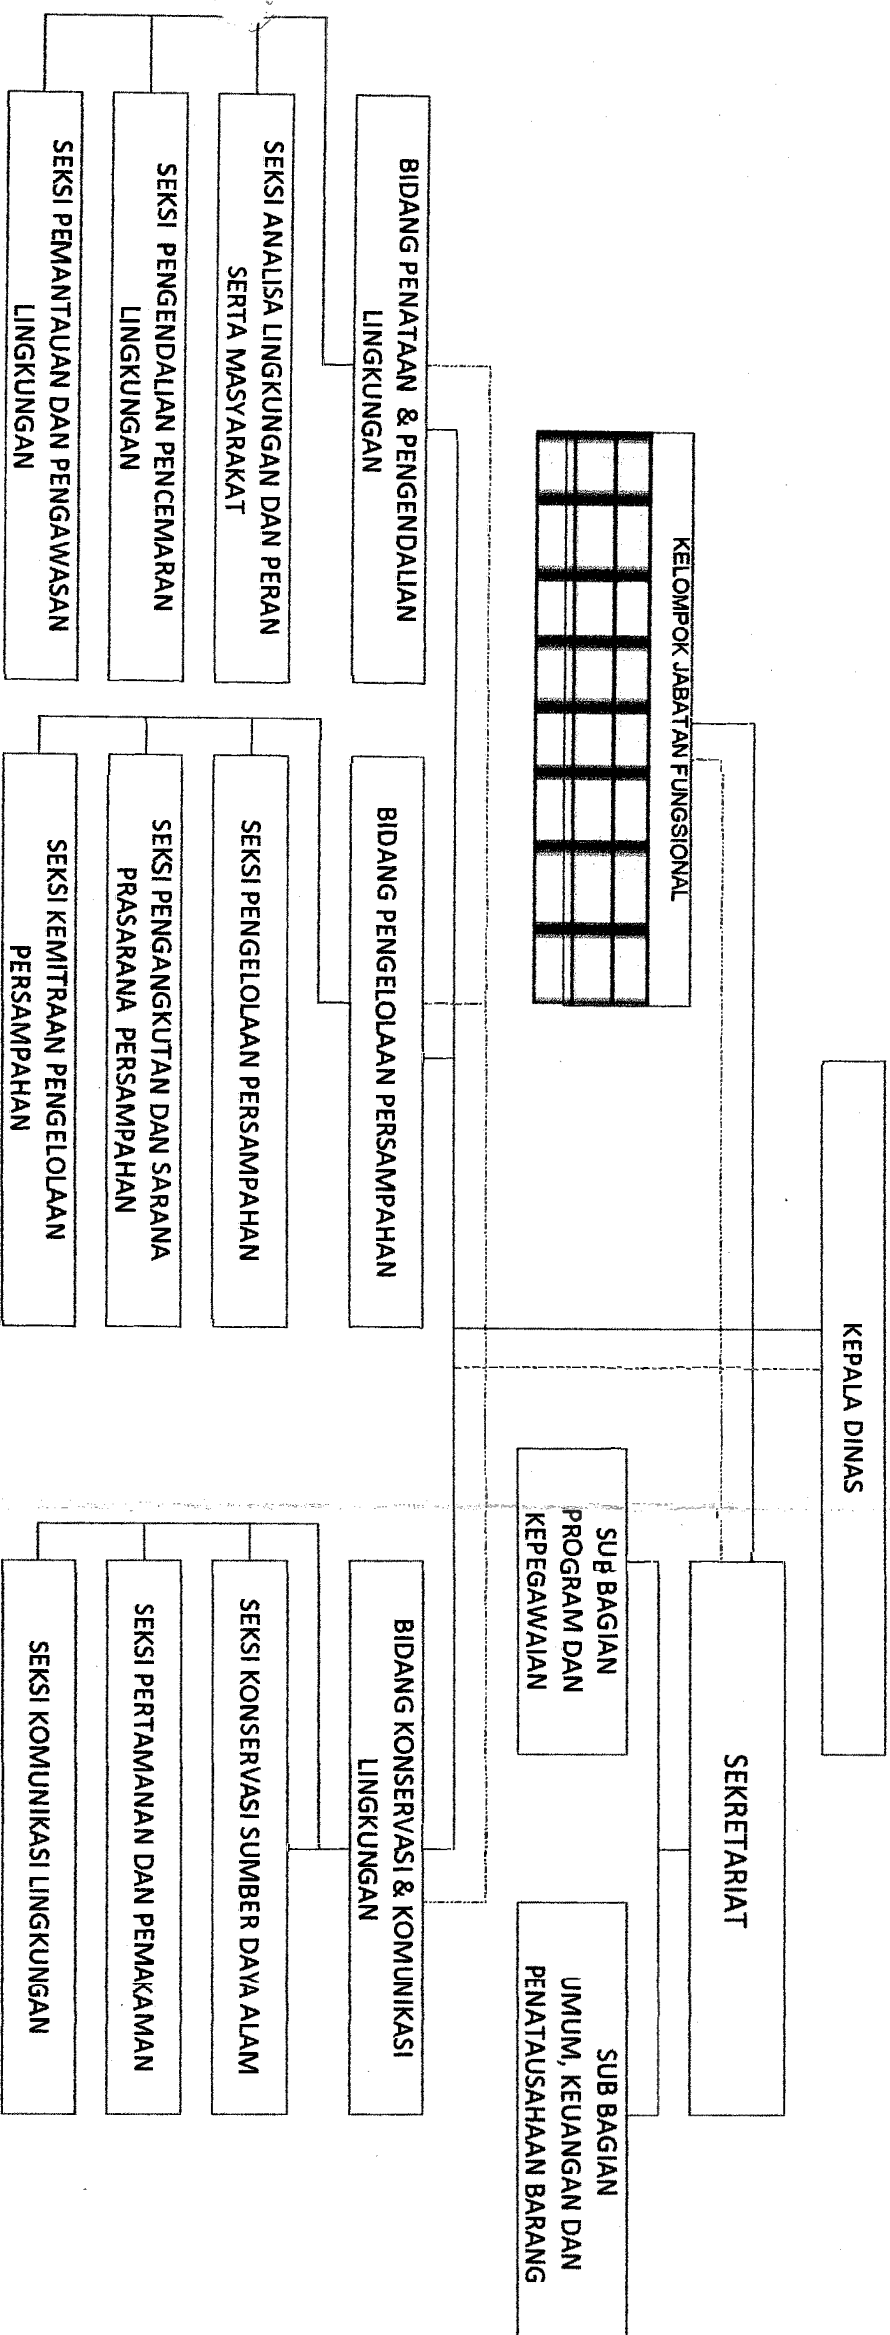 KEPALA DINAS
SEKRETARIAT
KELOMPOK JABATAN FUNGSIONAL
SUB BAGIAN
PROGRAM DAN
KEPEGAWAIAN
SUB BAGIAN
UMUM, KEUANGAN DAN
PENATAUSAHAAN BARANG
BIDANG PENATAAN & PENGENDALIAN
LINGKUNGAN
SEKSI ANALISA LINGKUNGAN DAN PERAN
SERTA MASYARAKAT
SEKSI PENGENDALIAN PENCEMARAN
LINGKUNGAN
SEKSI PEMANTAUAN DAN PENGAWASAN
LINGKUNGAN
BIDANG PENGELOLAAN PERSAMPAHAN
SEKSI PENGELOLAAN PERSAMPAHAN
SEKSI PENGANGKUTAN DAN SARANA
PRASARANA PERSAMPAHAN
SEKSI KEMITRAAN PENGELOLAAN
PERSAMPAHAN
BIDANG KONSERVASI & KOMUNIKASI
LINGKUNGAN
SEKSI KONSERVASI SUMBER DAYA ALAM
SEKSI PERTAMANAN DAN PEMAKAMAN
SEKSI KOMUNIKASI LINGKUNGAN